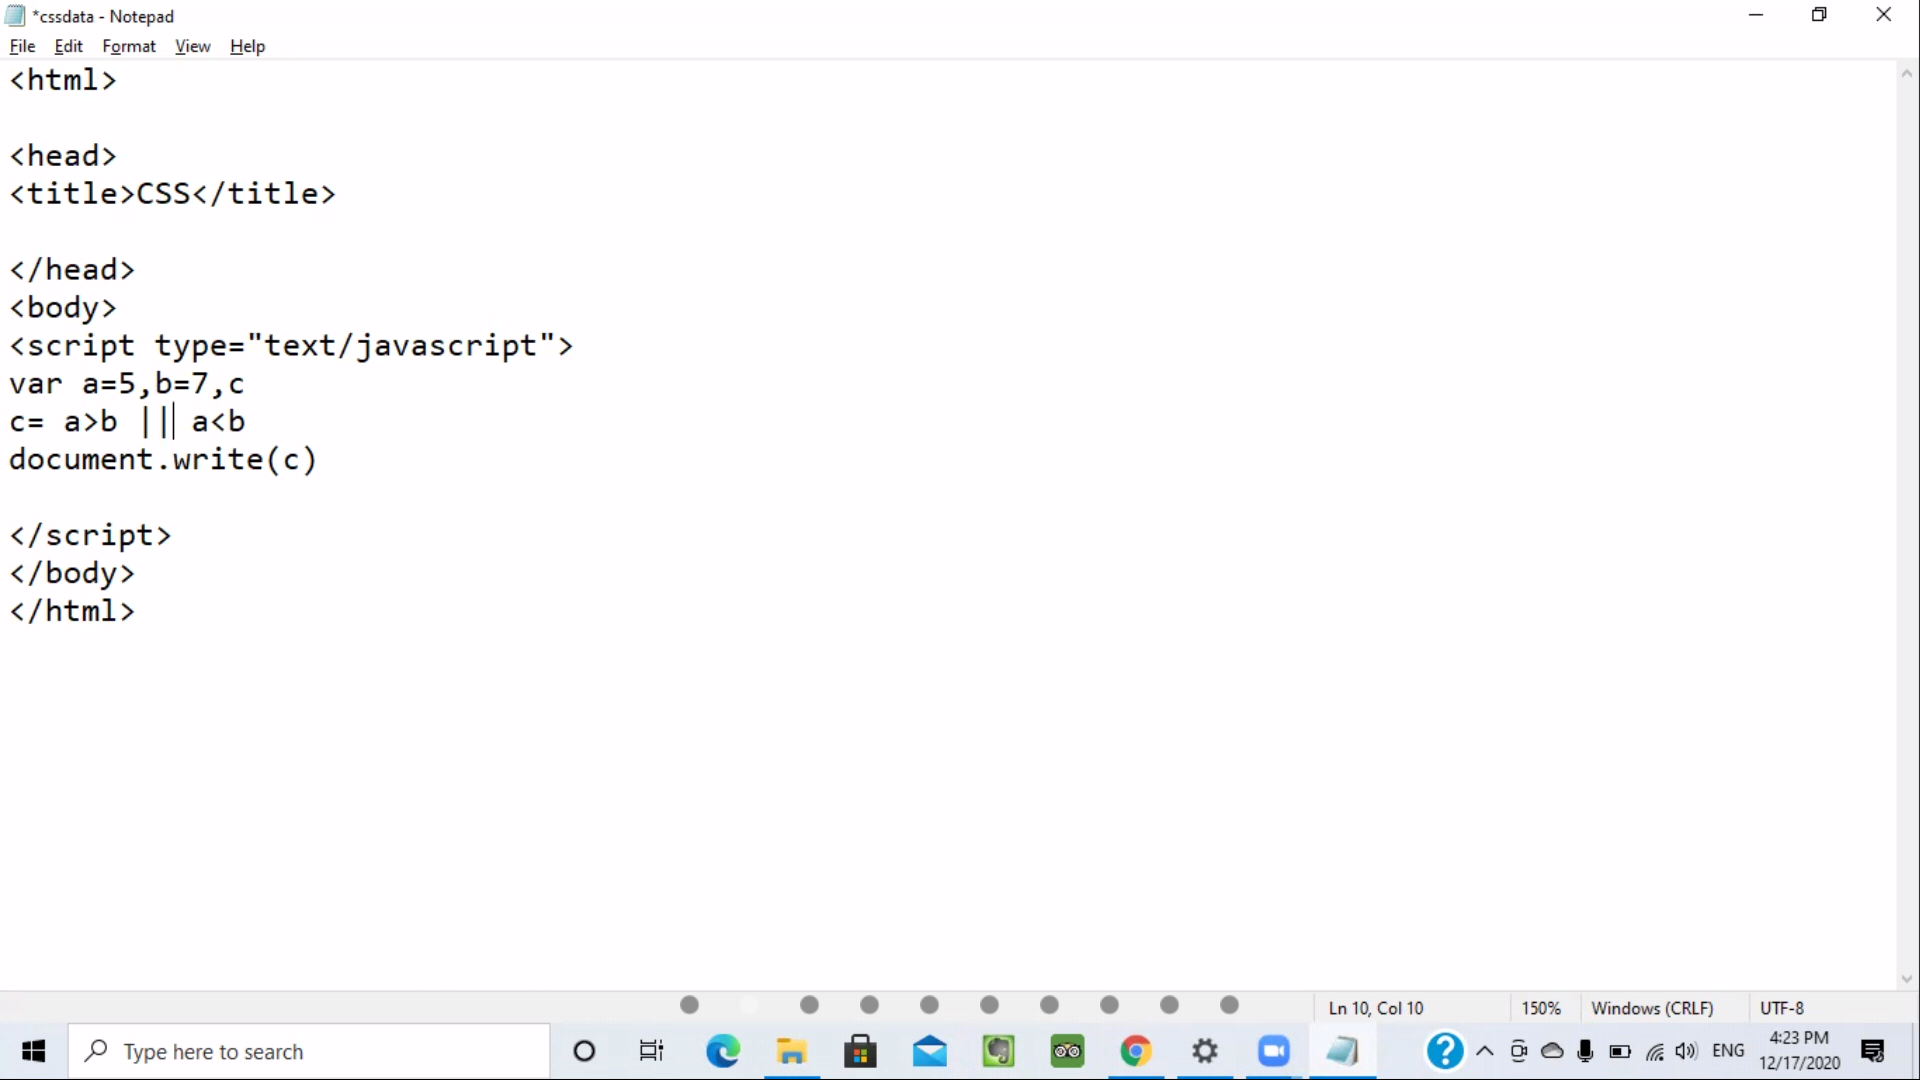 *cssdata - Notepad
File Edit Format View Help
<html>
<head>
<title>CSS</title>
</head>
<body>
<script type="text/javascript">
var a=5,b=7,c
c= a>b || a<b
document.write(c)
</script>
</body>
</html>
Ln 10, Col 10 150% Windows (CRLF) UTF-8
Type here to search ENG 4:23 PM
12/17/2020